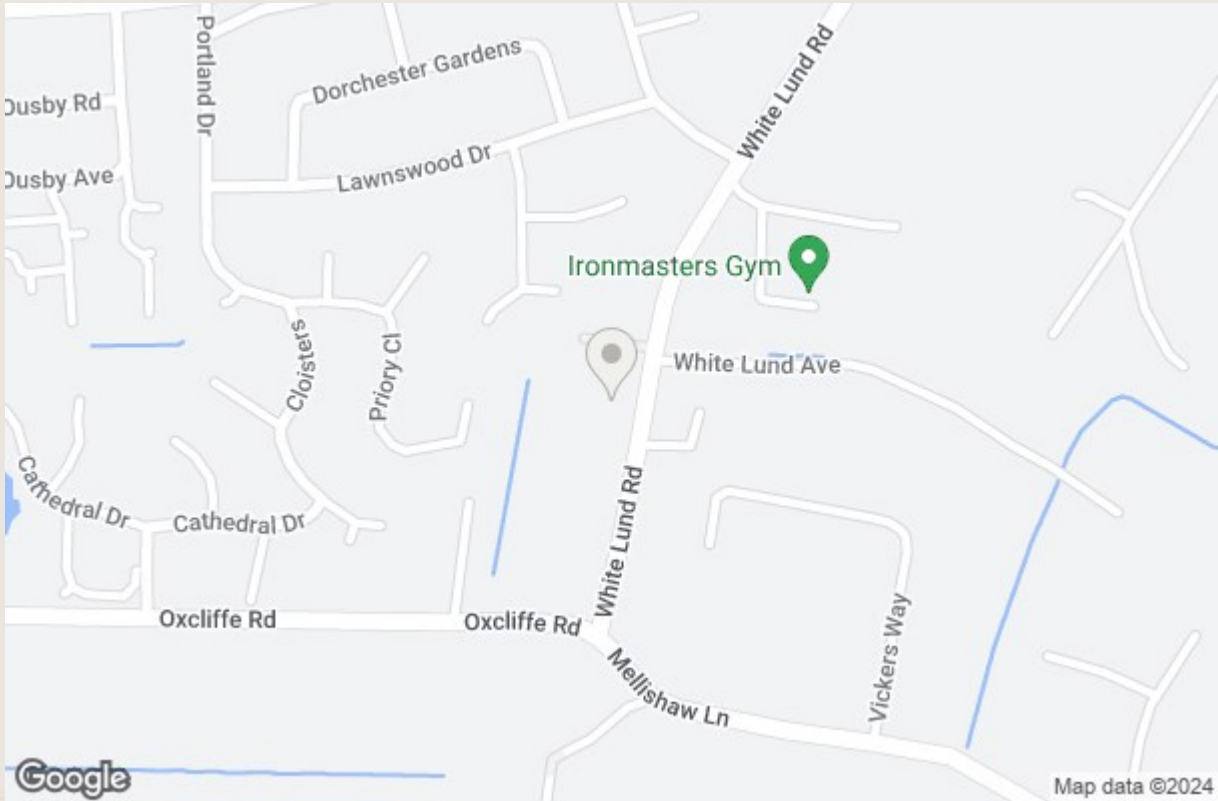 Portland Dr
Dorchester Gardens
White Lund Rd
Ousby Rd
Lawnswood Dr
Ousby Ave
Ironmasters Gym
Cloisters
Priory Cl
White Lund Ave
Cathedral Dr
Cathedral Dr
White Lund Rd
Oxcliffe Rd
Oxcliffe Rd
Mellishaw Ln
Vickers Way
Google
Map data ©2024